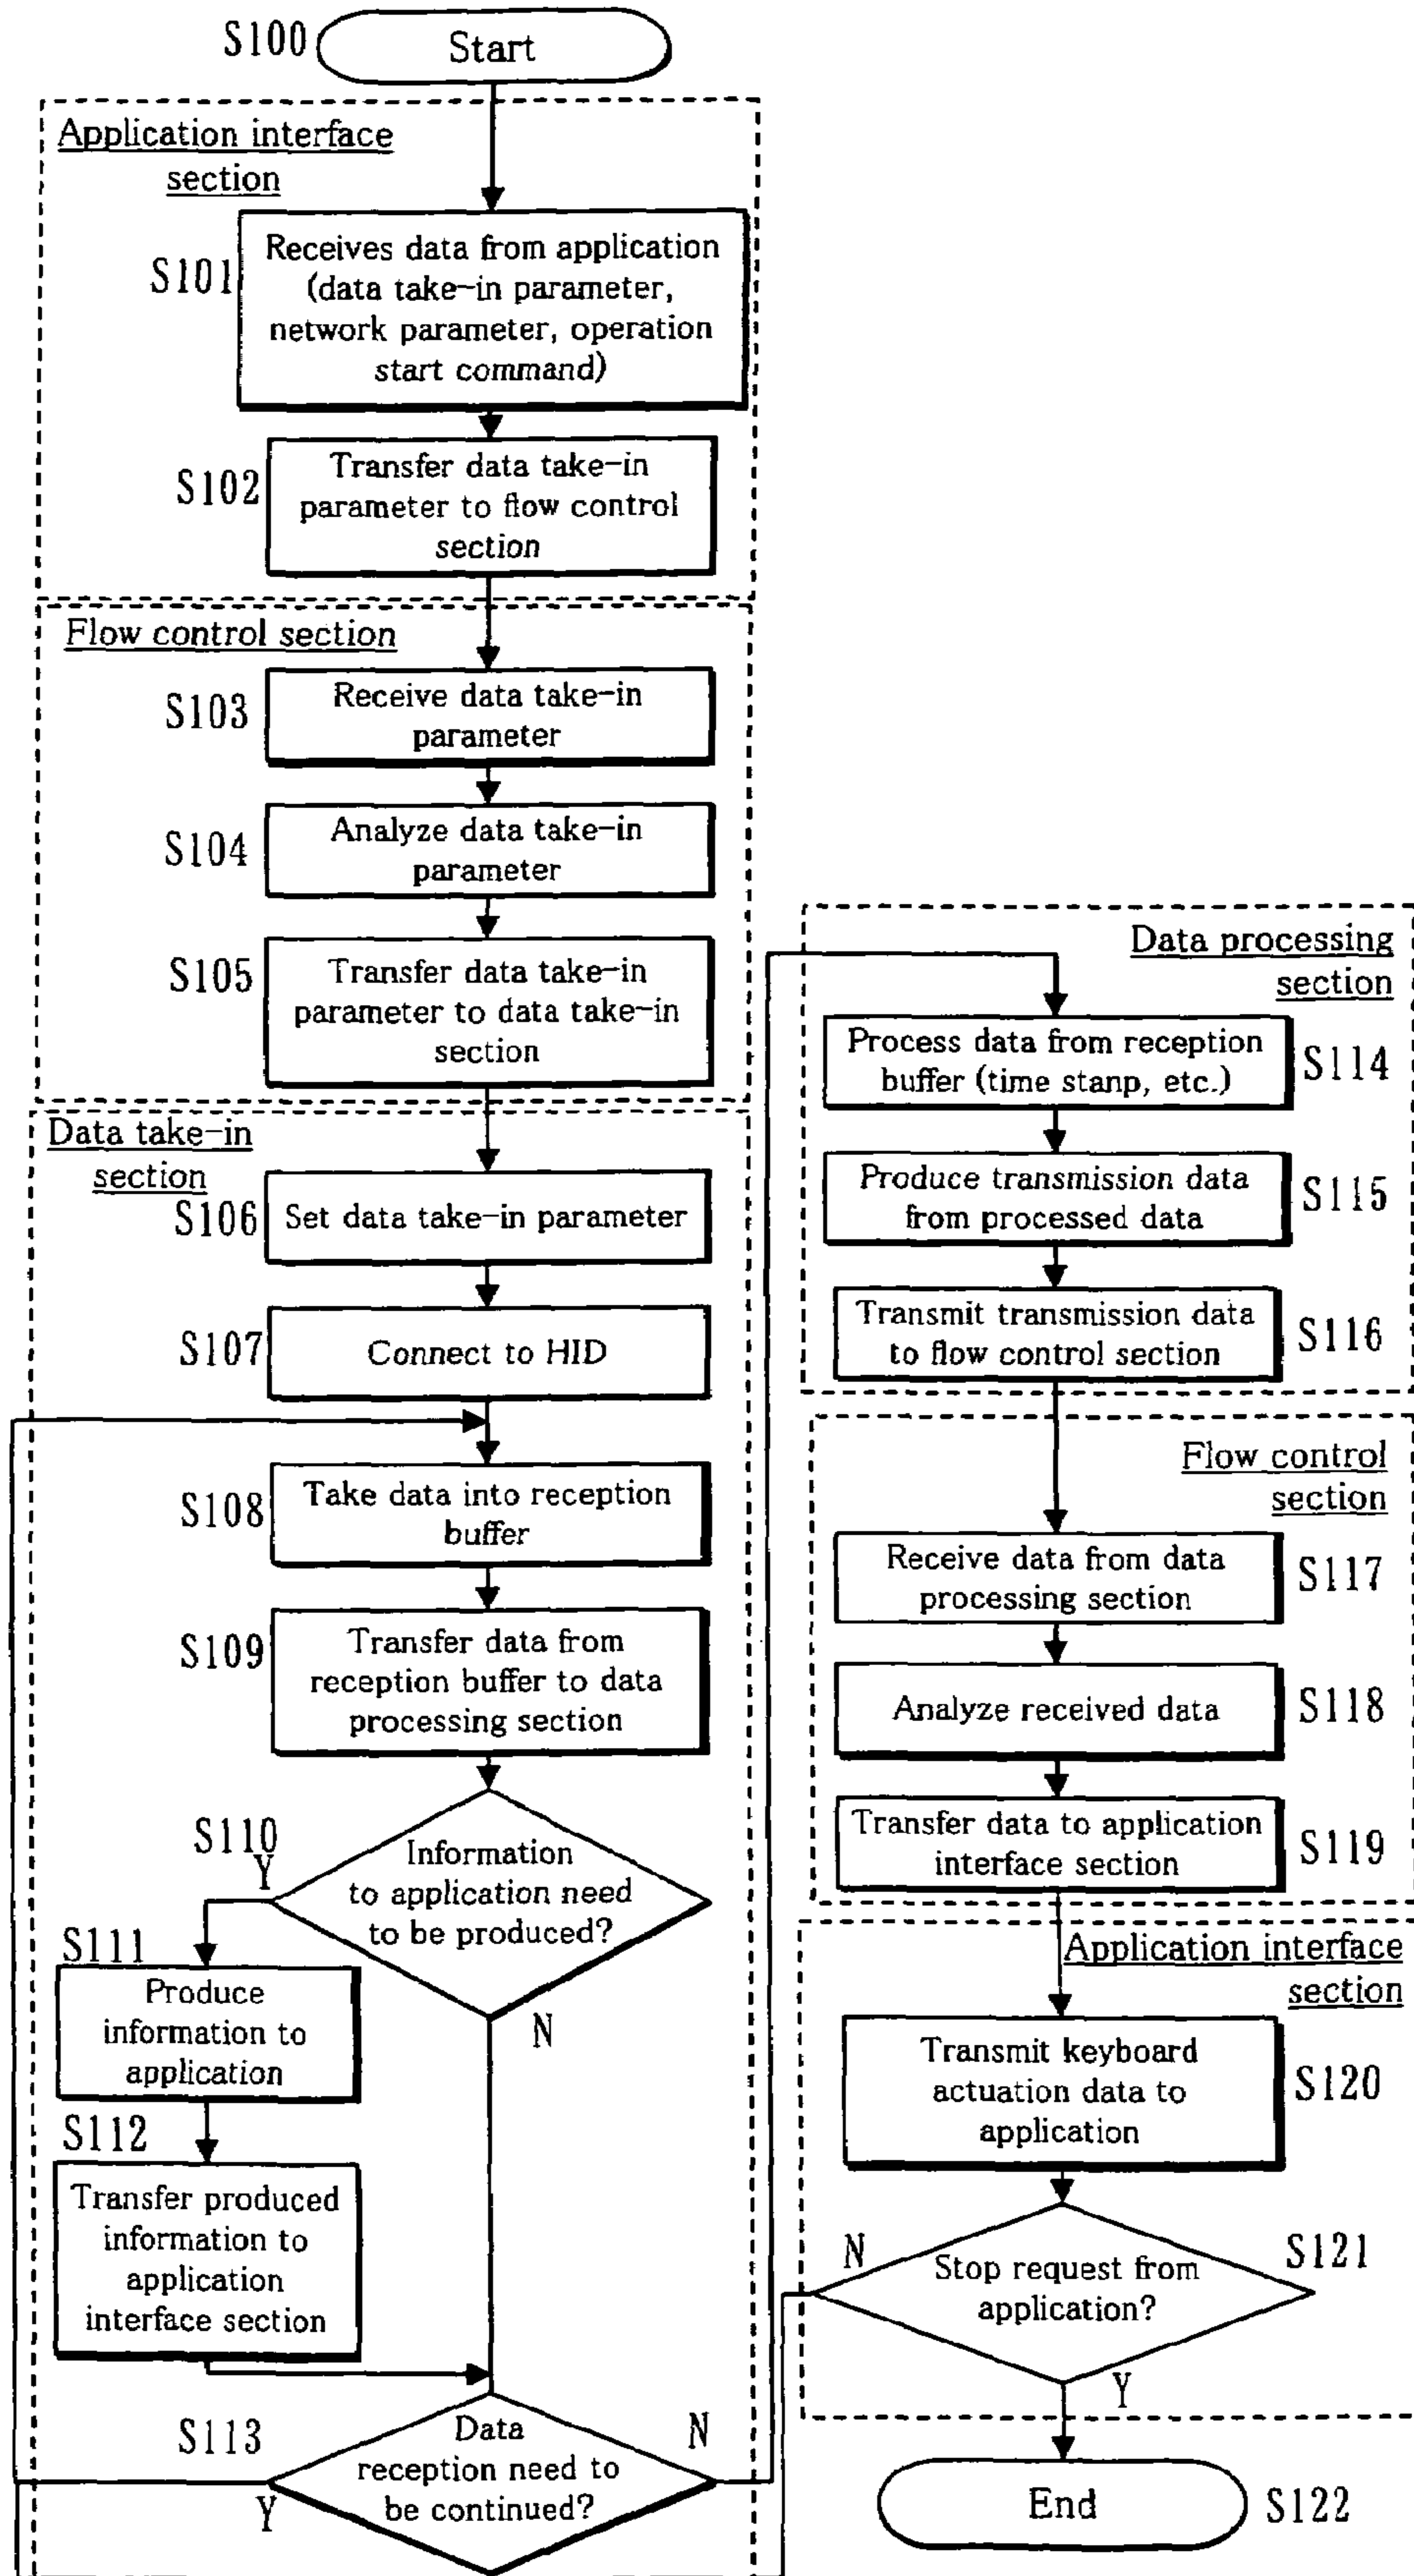 S100
Start
Application interface
section
S101
Receives data from application
(data take-in parameter,
network parameter, operation
start command)
S102
Transfer data take-in
parameter to flow control
section
Flow control section
S103
Receive data take-in
parameter
S104
Analyze data take-in
parameter
S105
Transfer data take-in
parameter to data take-in
section
Data take-in
section
S106
Set data take-in parameter
S107
Connect to HID
S108
Take data into reception
buffer
S109
Transfer data from
reception buffer to data
processing section
S110
Y
Information
to application need
to be produced?
N
S111
Produce
information to
application
S112
Transfer produced
information to
application
interface section
S113
Data
reception need to
be continued?
N
Y
Data processing
section
Process data from reception
buffer (time stanp, etc.)
S114
Produce transmission data
from processed data
S115
Transmit transmission data
to flow control section
S116
Flow control
section
Receive data from data
processing section
S117
Analyze received data
S118
Transfer data to application
interface section
S119
Application interface
section
Transmit keyboard
actuation data to
application
S120
N
Stop request from
application?
S121
Y
End
S122